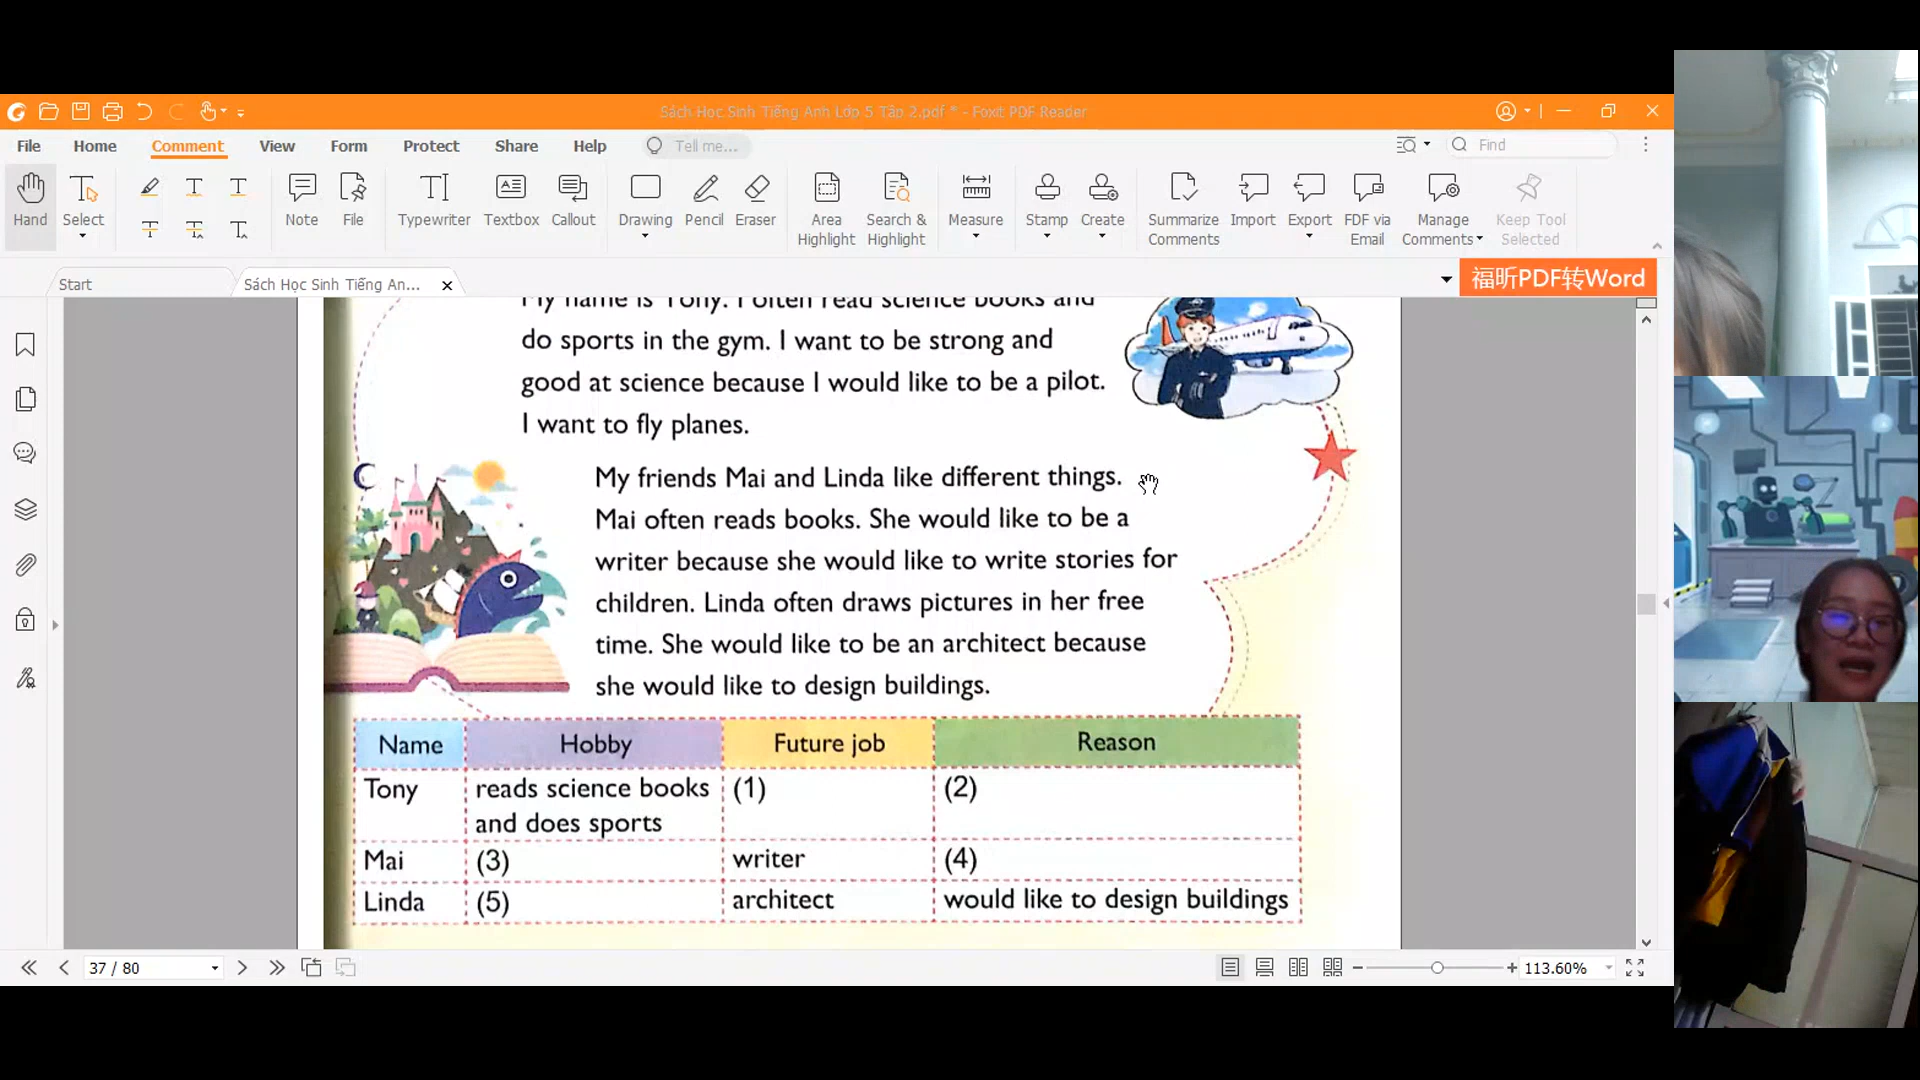 Sách Học Sinh Tiếng Anh Lớp 5 Tập 2.pdf * - Foxit PDF Reader
File Home Comment View Form Protect Share Help Tell me... Find
Hand Select Note File Typewriter Textbox Callout Drawing Pencil Eraser Area Highlight Search & Highlight Measure Stamp Create Summarize Comments Import Export FDF via Email Manage Comments Keep Tool Selected
Start Sách Học Sinh Tiếng An... 福昕PDF转Word
My name is Tony. I often read science books and
do sports in the gym. I want to be strong and
good at science because I would like to be a pilot.
I want to fly planes.
My friends Mai and Linda like different things.
Mai often reads books. She would like to be a
writer because she would like to write stories for
children. Linda often draws pictures in her free
time. She would like to be an architect because
she would like to design buildings.
Name Hobby Future job Reason
Tony reads science books (1) (2)
and does sports
Mai (3) writer (4)
Linda (5) architect would like to design buildings
37 / 80 113.60%